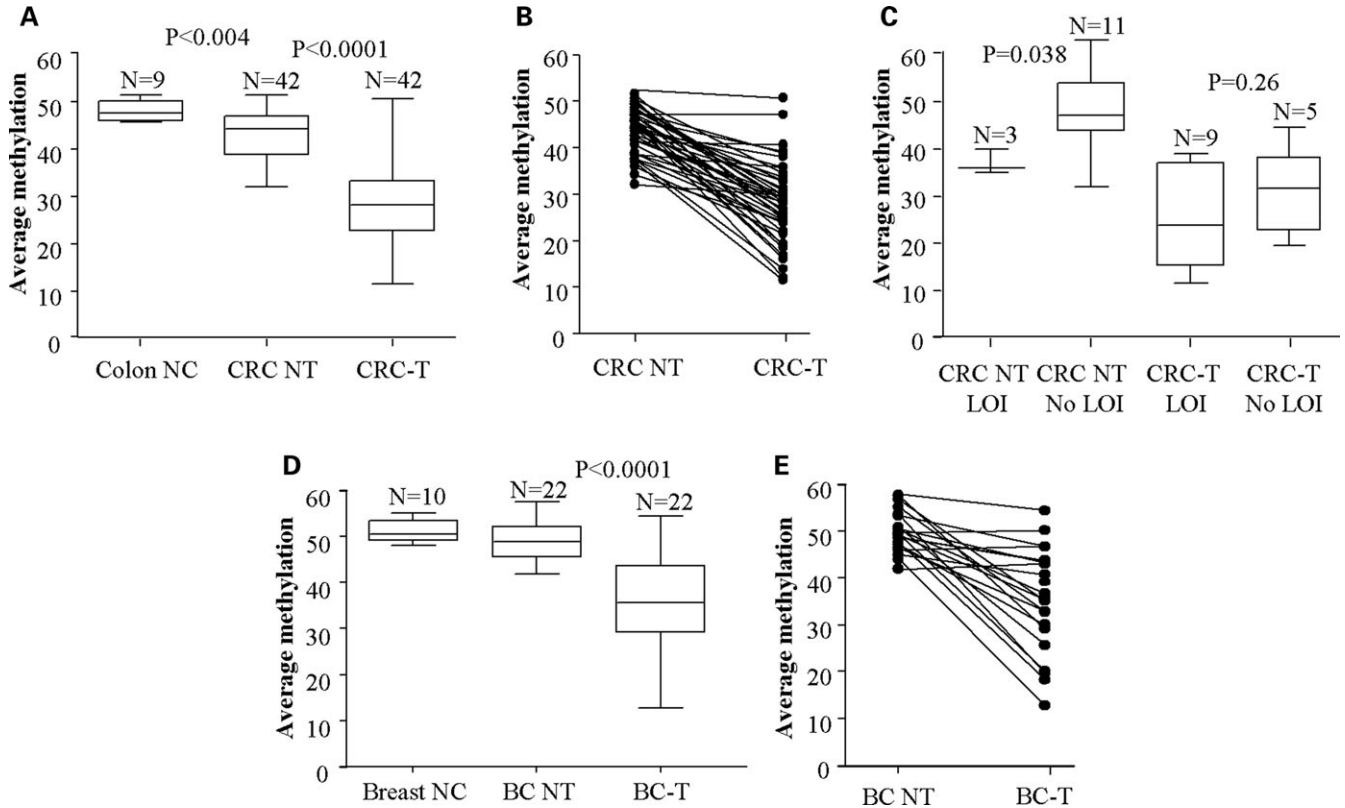 A
P<0.004
P<0.0001
N=9
N=42
N=42
Average methylation
60
50
40
30
20
10
0
Colon NC
CRC NT
CRC-T
B
Average methylation
60
50
40
30
20
10
0
CRC NT
CRC-T
C
N=11
P=0.038
P=0.26
N=3
N=9
N=5
Average methylation
60
50
40
30
20
10
0
CRC NT
LOI
CRC NT
No LOI
CRC-T
LOI
CRC-T
No LOI
D
P<0.0001
N=10
N=22
N=22
Average methylation
60
50
40
30
20
10
0
Breast NC
BC NT
BC-T
E
Average methylation
60
50
40
30
20
10
0
BC NT
BC-T